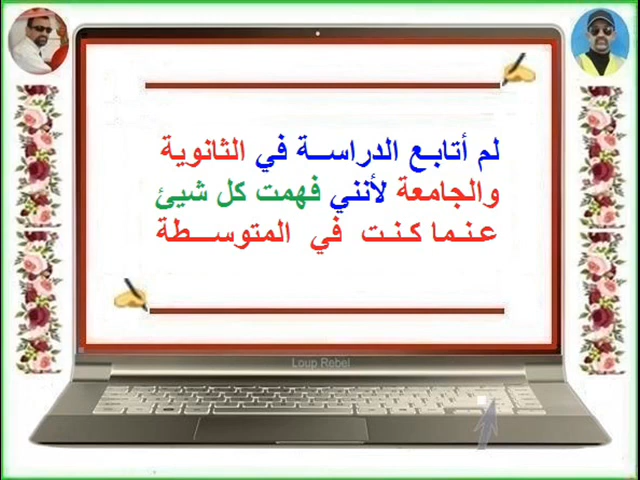 لم أتابع الدراسة في الثانوية
والجامعة لأنني فهمت كل شيئ
عنما كنت في المتوسطة
Loup Rebel